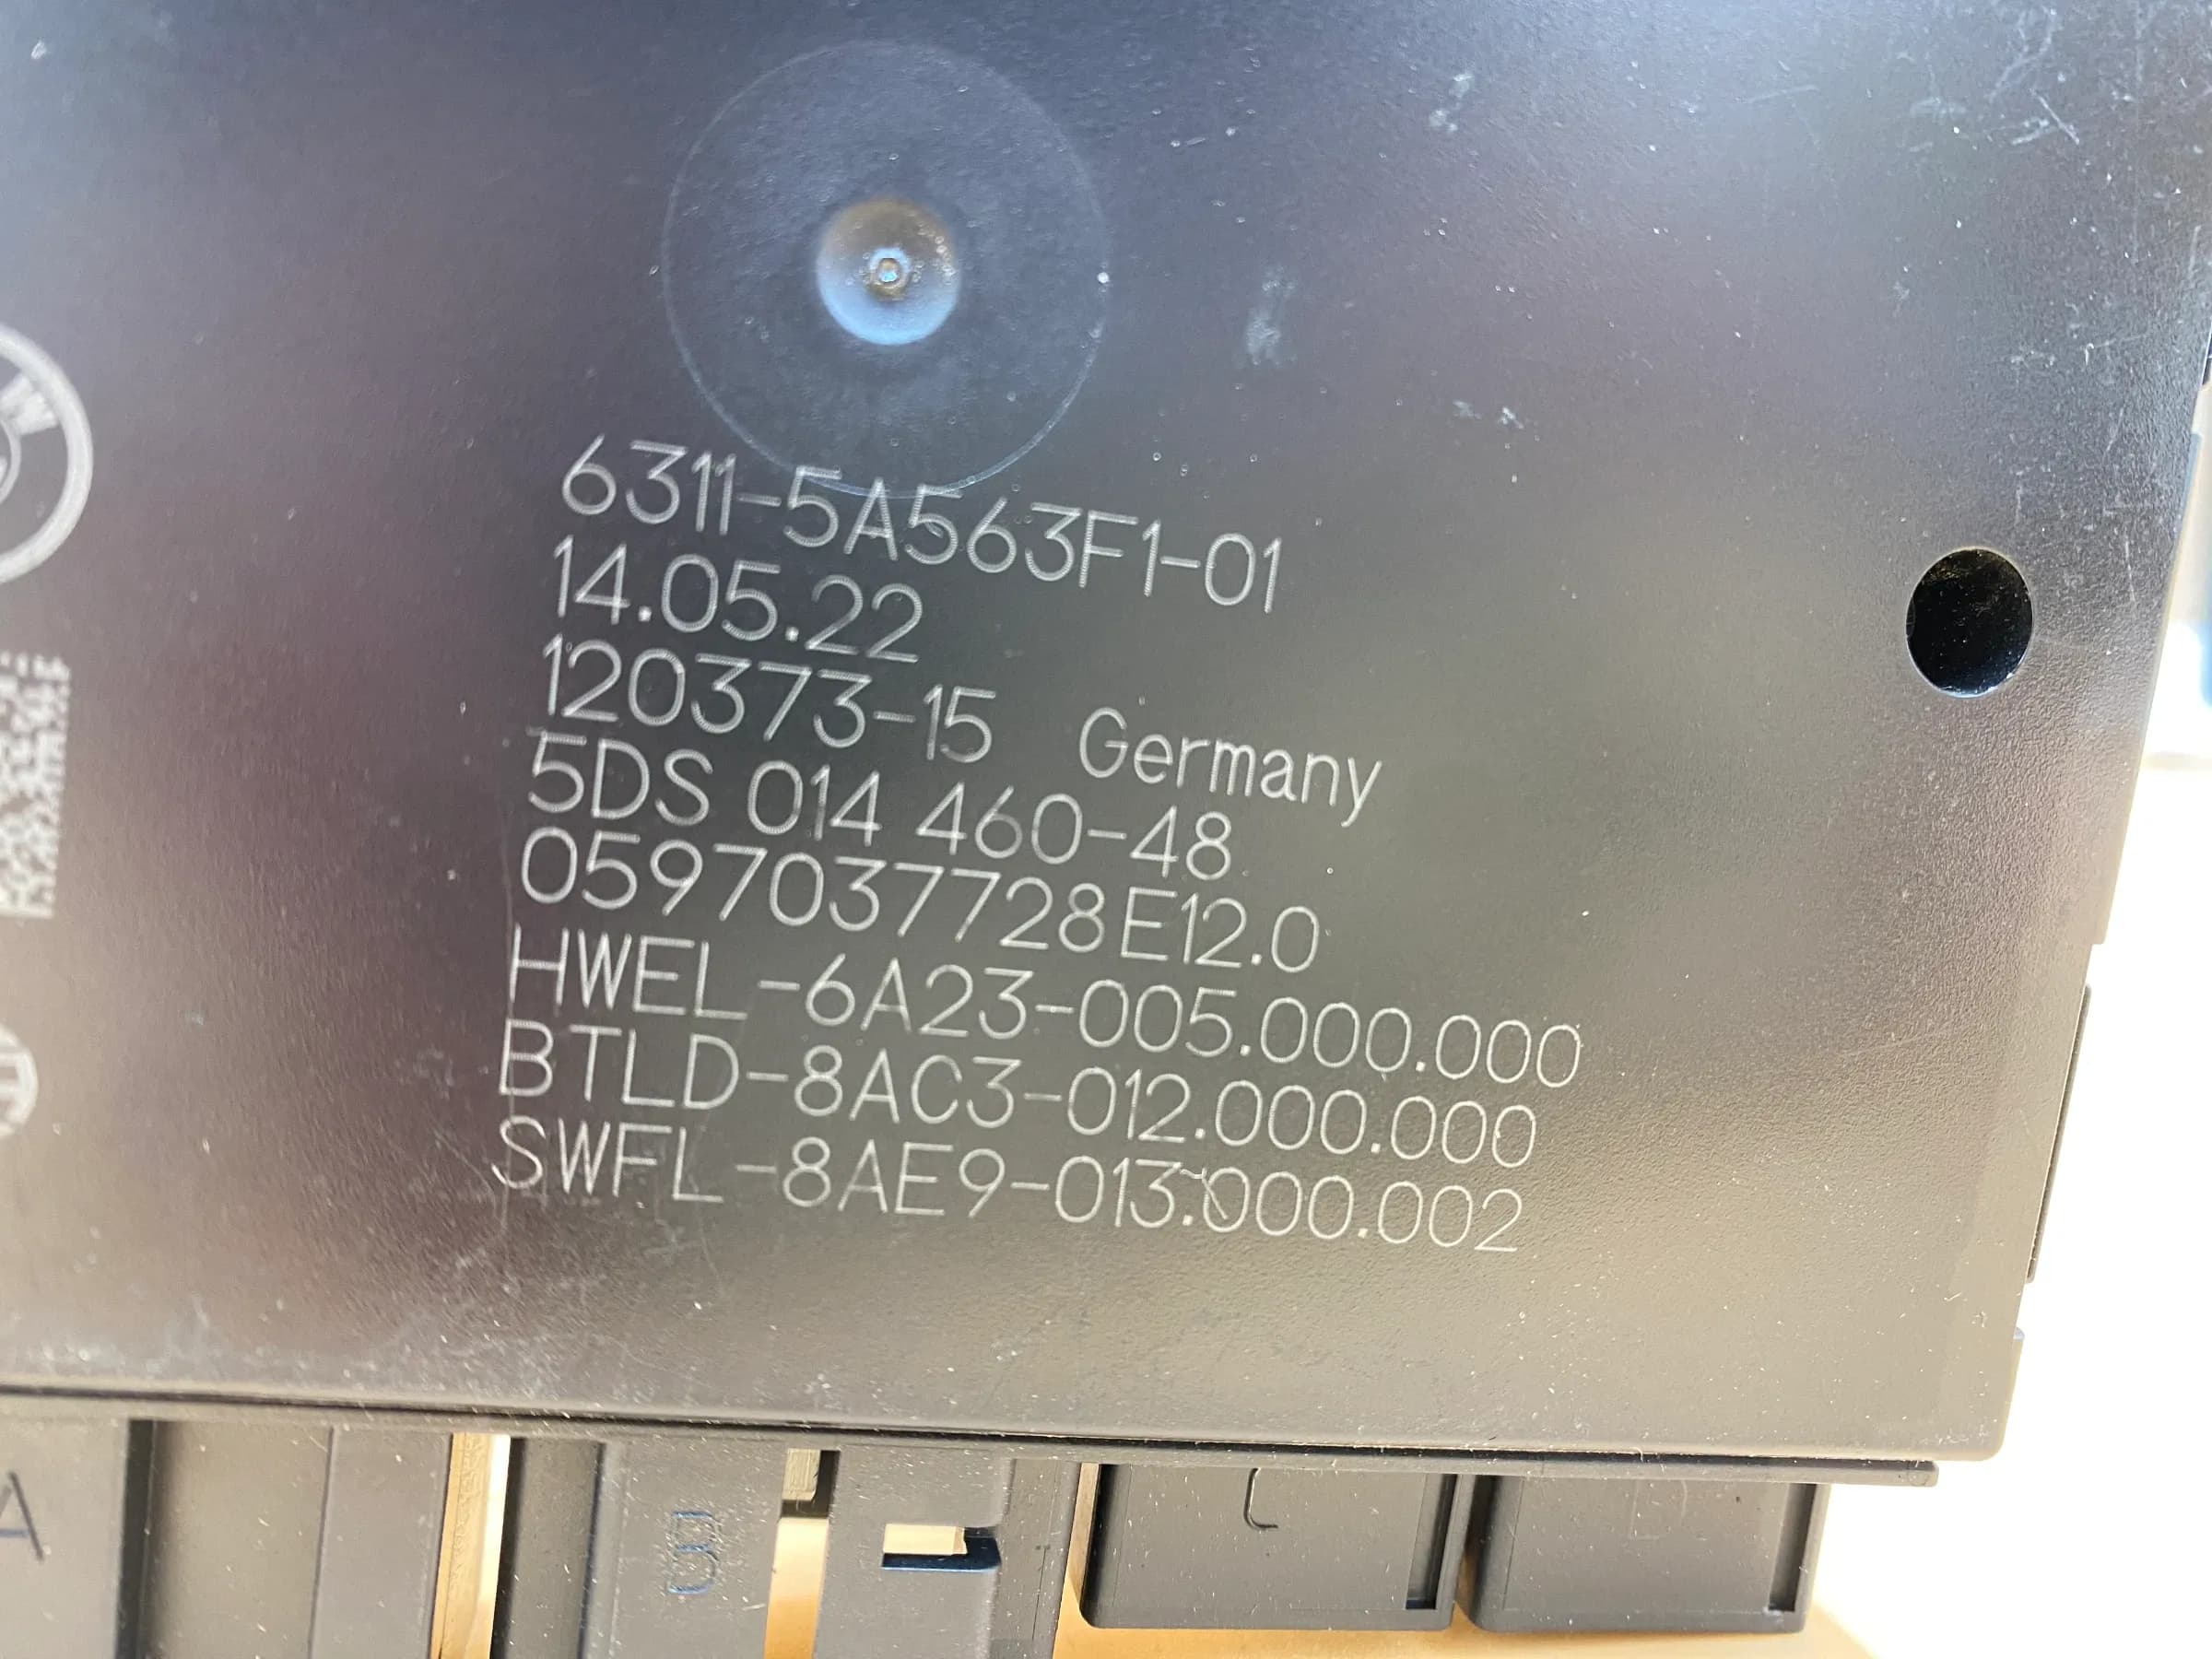 6311-5A563F1-01
14.05.22
120373-15 Germany
5DS 014 460-48
0597037728E12.0
HWEL-6A23-005.000.000
BTLD-8AC3-012.000.000
SWFL-8AE9-013.000.002
A
B
C
D